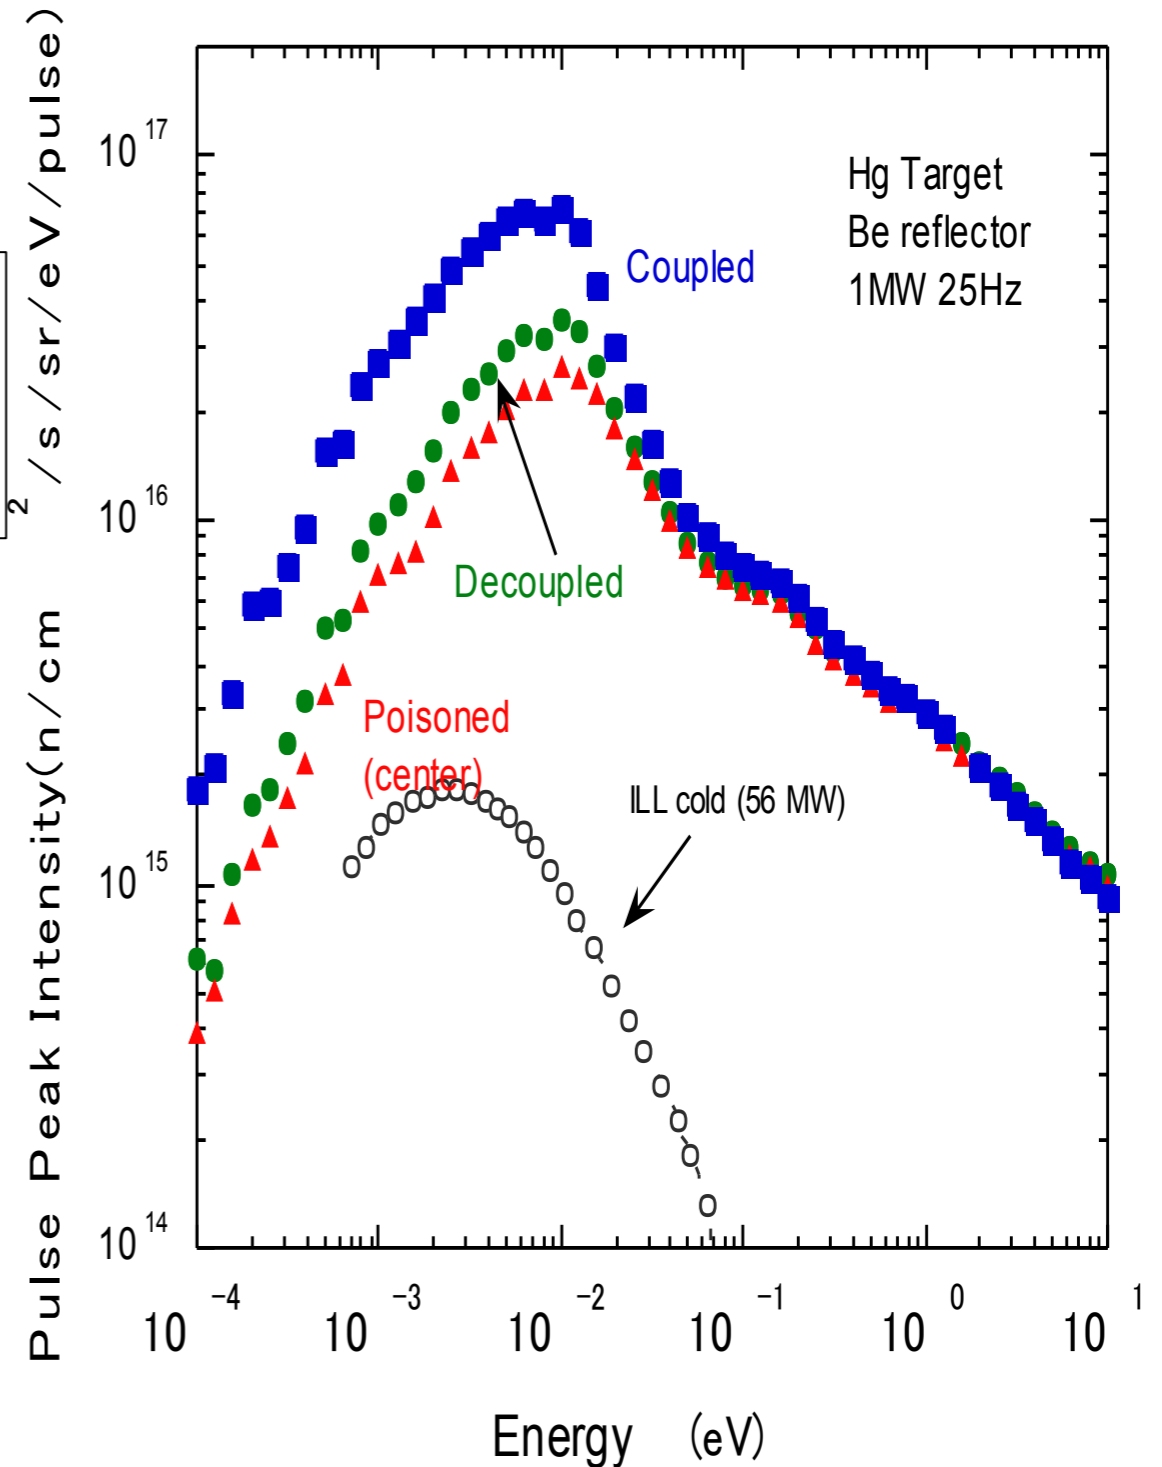 Pulse Peak Intensity(n/cm2/s/sr/eV/pulse)
10^17
10^16
10^15
10^14
Hg Target
Be reflector
1MW 25Hz
Coupled
Decoupled
Poisoned
(center)
ILL cold (56 MW)
10^-4 10^-3 10^-2 10^-1 10^0 10^1
Energy (eV)